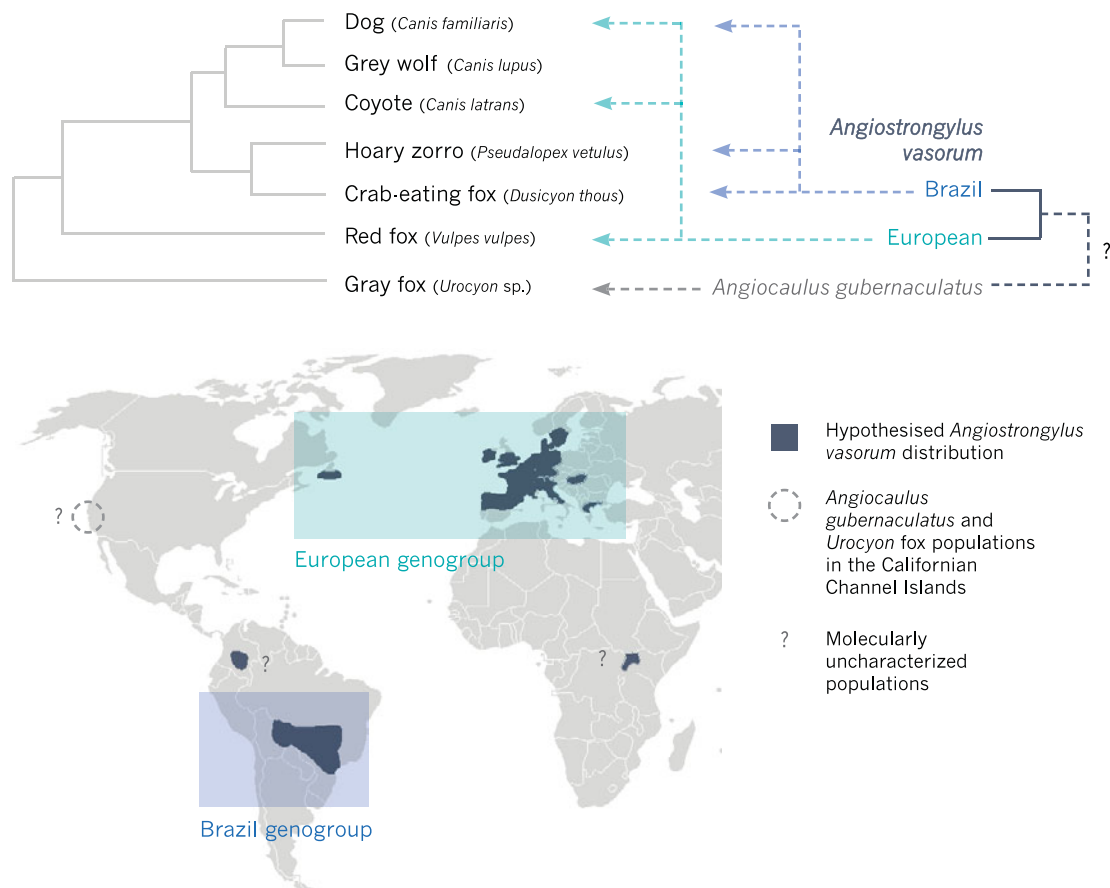 Dog (Canis familiaris)
Grey wolf (Canis lupus)
Coyote (Canis latrans)
Hoary zorro (Pseudalopex vetulus)
Crab-eating fox (Dusicyon thous)
Red fox (Vulpes vulpes)
Gray fox (Urocyon sp.)
Angiostrongylus
vasorum
Brazil
European
?
Angiocaulus gubernaculatus
?
European genogroup
?
?
Brazil genogroup
Hypothesised Angiostrongylus
vasorum distribution
Angiocaulus
gubernaculatus and
Urocyon fox populations
in the Californian
Channel Islands
? Molecularly
uncharacterized
populations